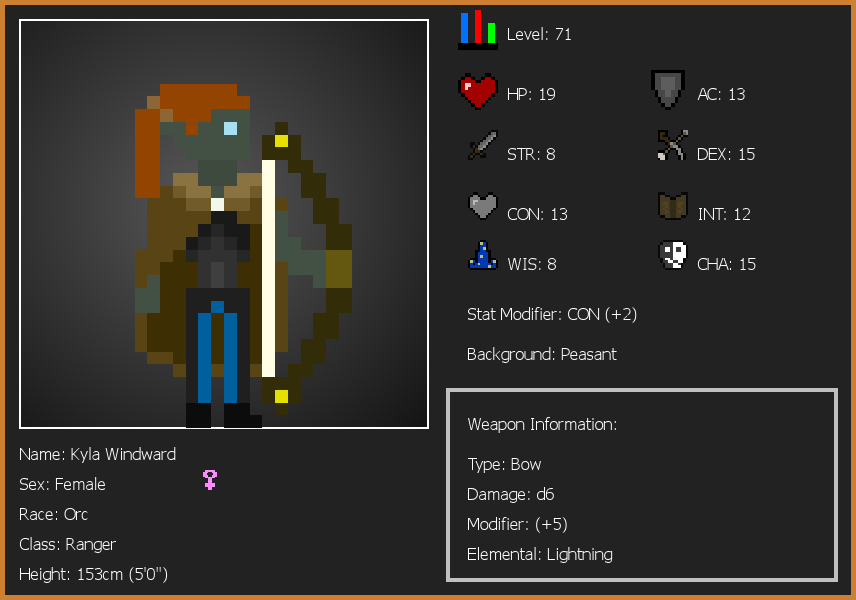 Level: 71
HP: 19
AC: 13
STR: 8
DEX: 15
CON: 13
INT: 12
WIS: 8
CHA: 15
Stat Modifier: CON (+2)
Background: Peasant
Weapon Information:
Type: Bow
Damage: d6
Modifier: (+5)
Elemental: Lightning
Name: Kyla Windward
Sex: Female
Race: Orc
Class: Ranger
Height: 153cm (5'0")